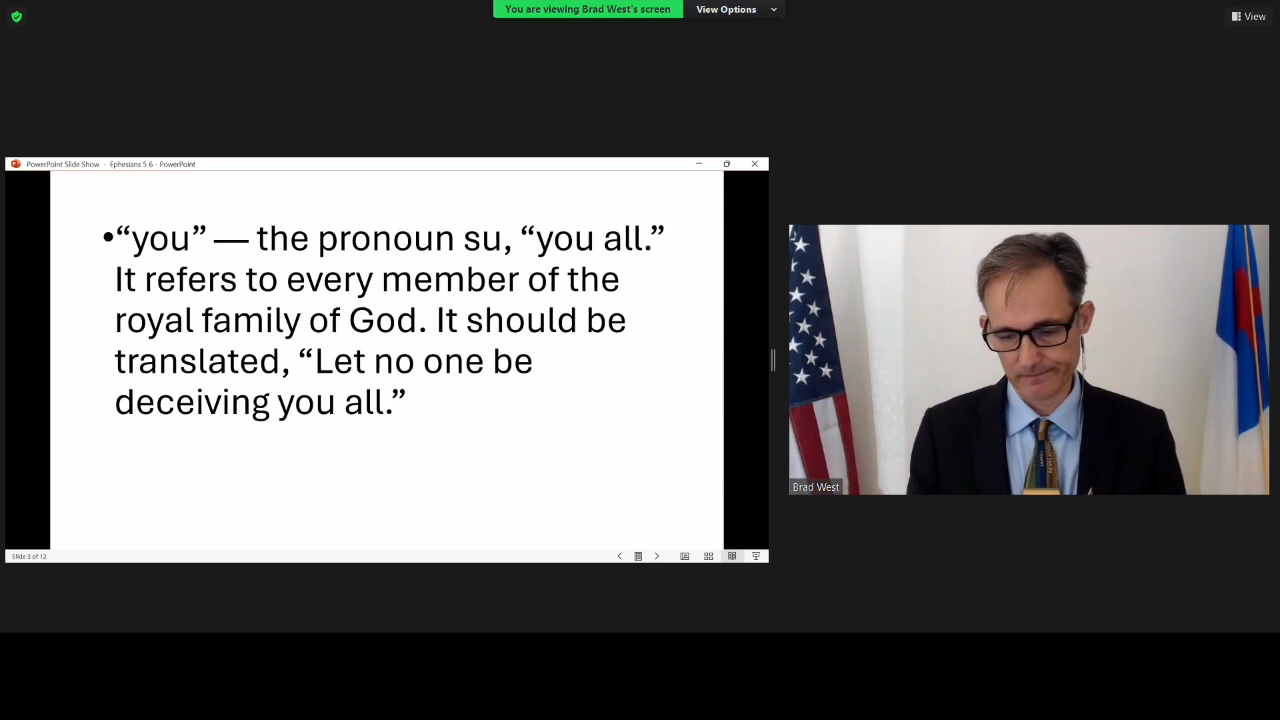 You are viewing Brad West's screen
View Options
View
PowerPoint Slide Show - Ephesians 5 6 - PowerPoint
•“you” — the pronoun su, “you all.”
It refers to every member of the
royal family of God. It should be
translated, “Let no one be
deceiving you all.”
Brad West
Slide 3 of 12